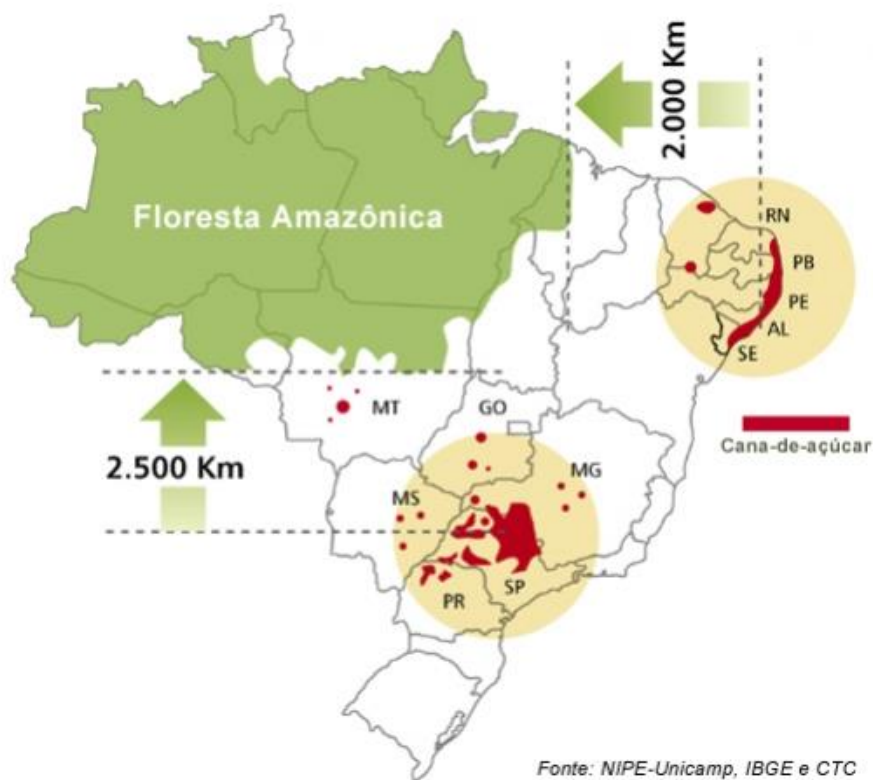 2.000 Km
Floresta Amazônica
RN
PB
PE
AL
SE
MT
GO
Cana-de-açúcar
2.500 Km
MS
MG
SP
PR
Fonte: NIPE-Unicamp, IBGE e CTC